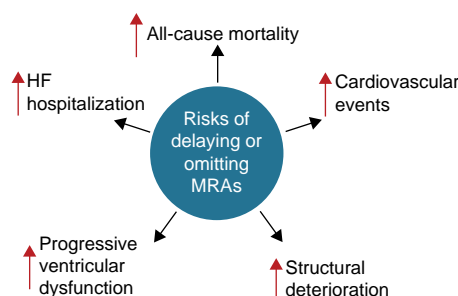 All-cause mortality
HF
hospitalization
Cardiovascular
events
Risks of
delaying or
omitting
MRAs
Progressive
ventricular
dysfunction
Structural
deterioration